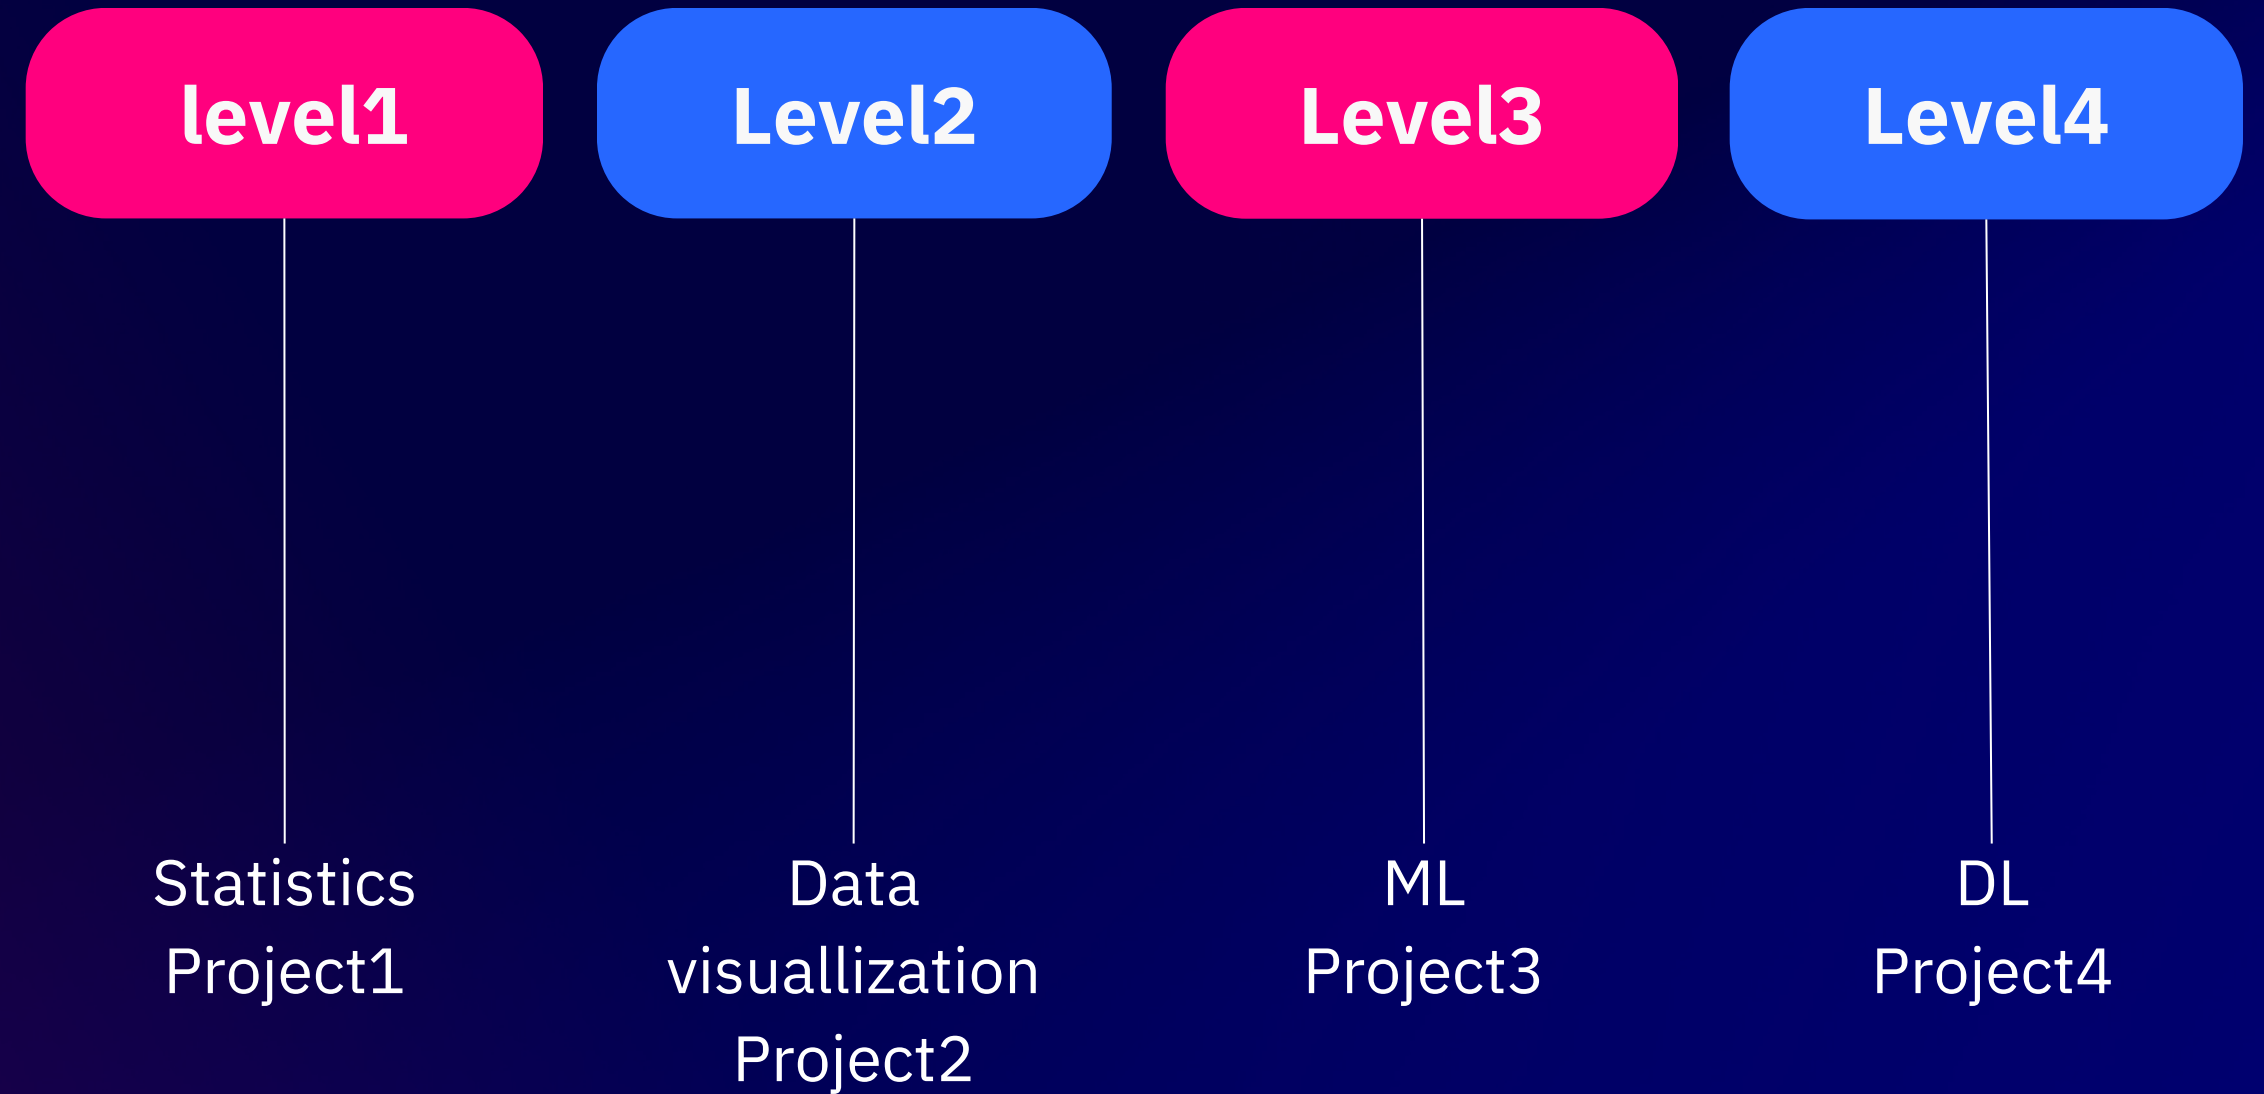 level1
Level2
Level3
Level4
Statistics
Project1
Data
visuallization
Project2
ML
Project3
DL
Project4